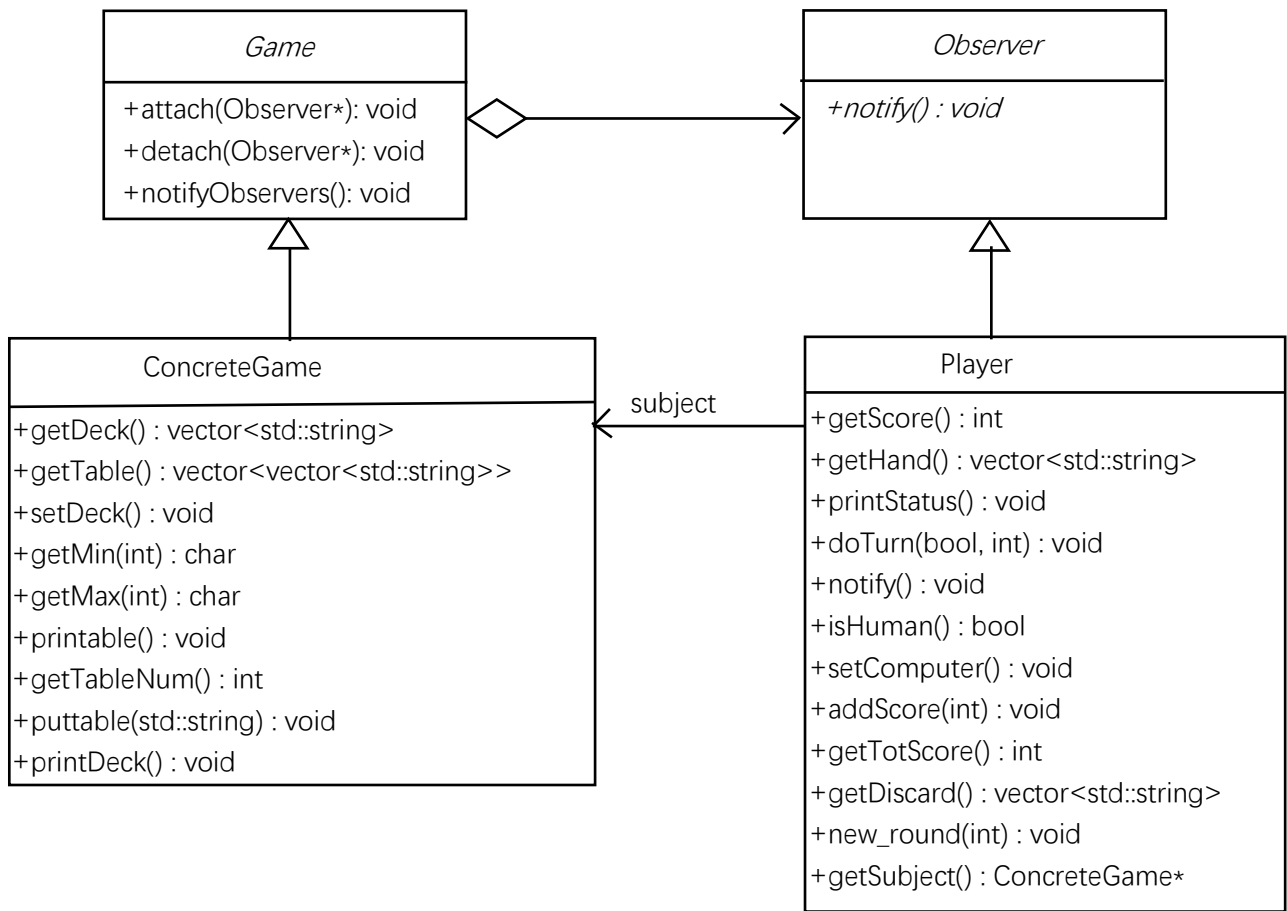 Game
+attach(Observer*): void
+detach(Observer*): void
+notifyObservers(): void
Observer
+notify() : void
ConcreteGame
+getDeck() : vector<std::string>
+getTable() : vector<vector<std::string>>
+setDeck() : void
+getMin(int) : char
+getMax(int) : char
+printable() : void
+getTableNum() : int
+puttable(std::string) : void
+printDeck() : void
subject
Player
+getScore() : int
+getHand() : vector<std::string>
+printStatus() : void
+doTurn(bool, int) : void
+notify() : void
+isHuman() : bool
+setComputer() : void
+addScore(int) : void
+getTotScore() : int
+getDiscard() : vector<std::string>
+new_round(int) : void
+getSubject() : ConcreteGame*